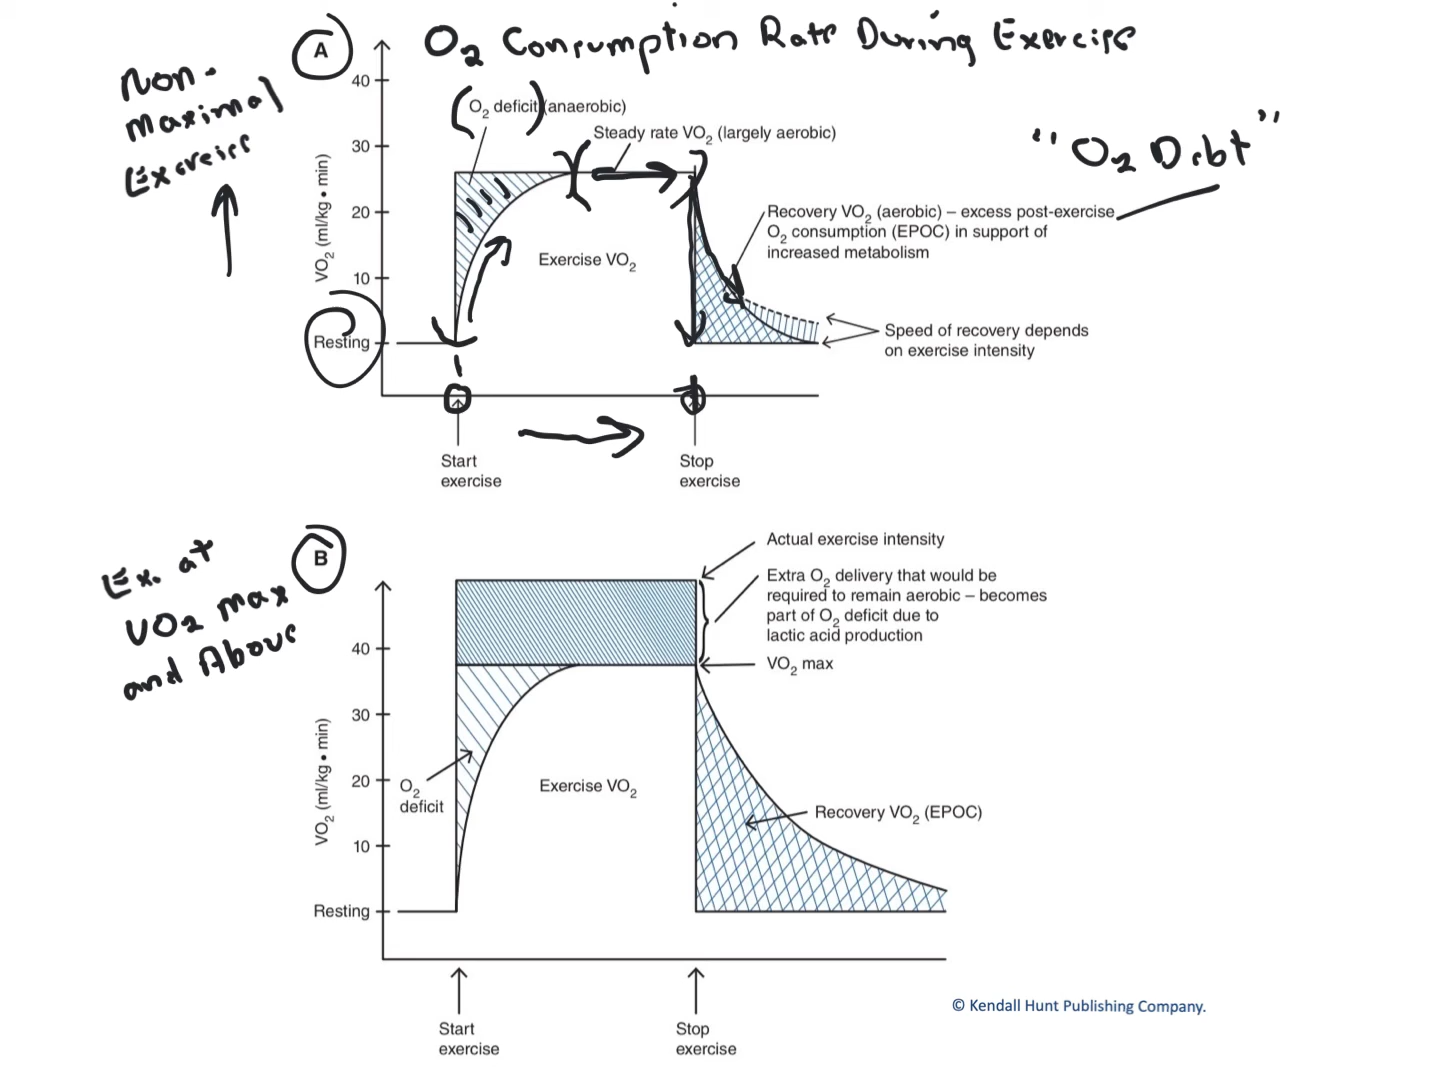 O2 Consumption Rate During Exercise
A
Non-
Maximal
Exercise
40
30
20
10
Resting
VO2 (ml/kg • min)
O2 deficit (anaerobic)
Steady rate VO2 (largely aerobic)
"O2 Debt"
Recovery VO2 (aerobic) – excess post-exercise
O2 consumption (EPOC) in support of
increased metabolism
Exercise VO2
Speed of recovery depends
on exercise intensity
Start
exercise
Stop
exercise
B
Ex. at
VO2 max
and Above
Actual exercise intensity
Extra O2 delivery that would be
required to remain aerobic – becomes
part of O2 deficit due to
lactic acid production
VO2 max
40
30
20
10
Resting
VO2 (ml/kg • min)
O2
deficit
Exercise VO2
Recovery VO2 (EPOC)
Start
exercise
Stop
exercise
© Kendall Hunt Publishing Company.